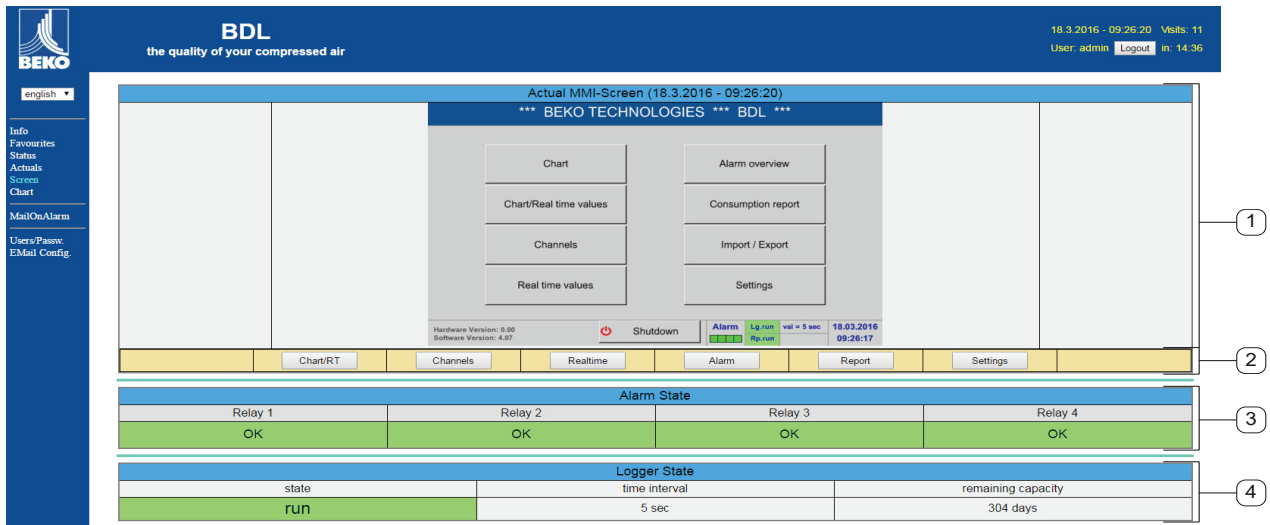 BEKO
BDL
the quality of your compressed air
18.3.2016 - 09:26:20 Visits: 11
User: admin Logout in: 14:36
english
Info
Favourites
Status
Actuals
Screen
Chart
MailOnAlarm
Users/Passw.
EMail Config.
Actual MMI-Screen (18.3.2016 - 09:26:20)
*** BEKO TECHNOLOGIES *** BDL ***
Chart
Alarm overview
Chart/Real time values
Consumption report
Channels
Import / Export
Real time values
Settings
Hardware Version: 0.00
Software Version: 4.07
Shutdown
Alarm
Lg.run
Rp.run
val = 5 sec
18.03.2016
09:26:17
1
Chart/RT Channels Realtime Alarm Report Settings
2
Alarm State
Relay 1 Relay 2 Relay 3 Relay 4
OK OK OK OK
3
Logger State
state time interval remaining capacity
run 5 sec 304 days
4